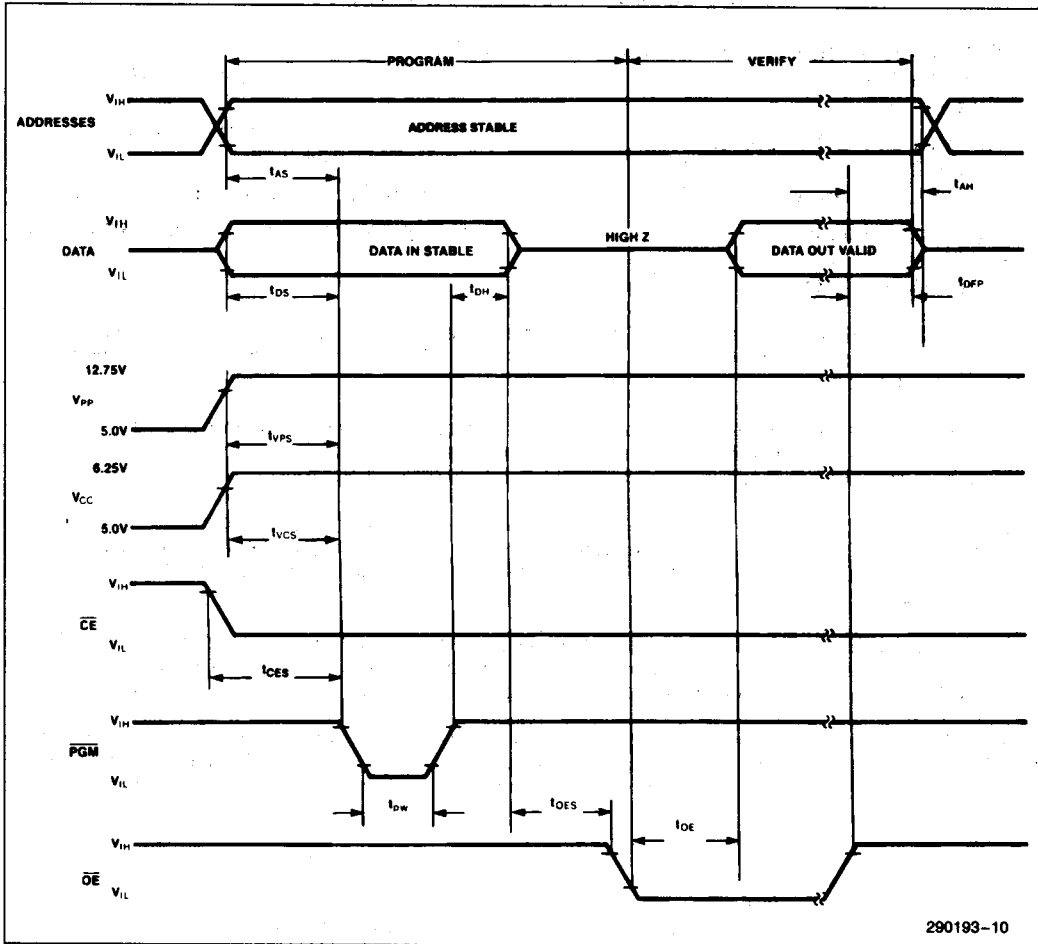 PROGRAM
VERIFY
ADDRESSES
VIH
VIL
ADDRESS STABLE
tAS
tAH
DATA
VIH
VIL
DATA IN STABLE
HIGH Z
DATA OUT VALID
tDS
tDH
tDFP
12.75V
VPP
5.0V
tVPS
6.25V
VCC
5.0V
tVCS
VIH
CE
VIL
tCES
VIH
PGM
VIL
tPW
tOES
tOE
VIH
OE
VIL
290193-10